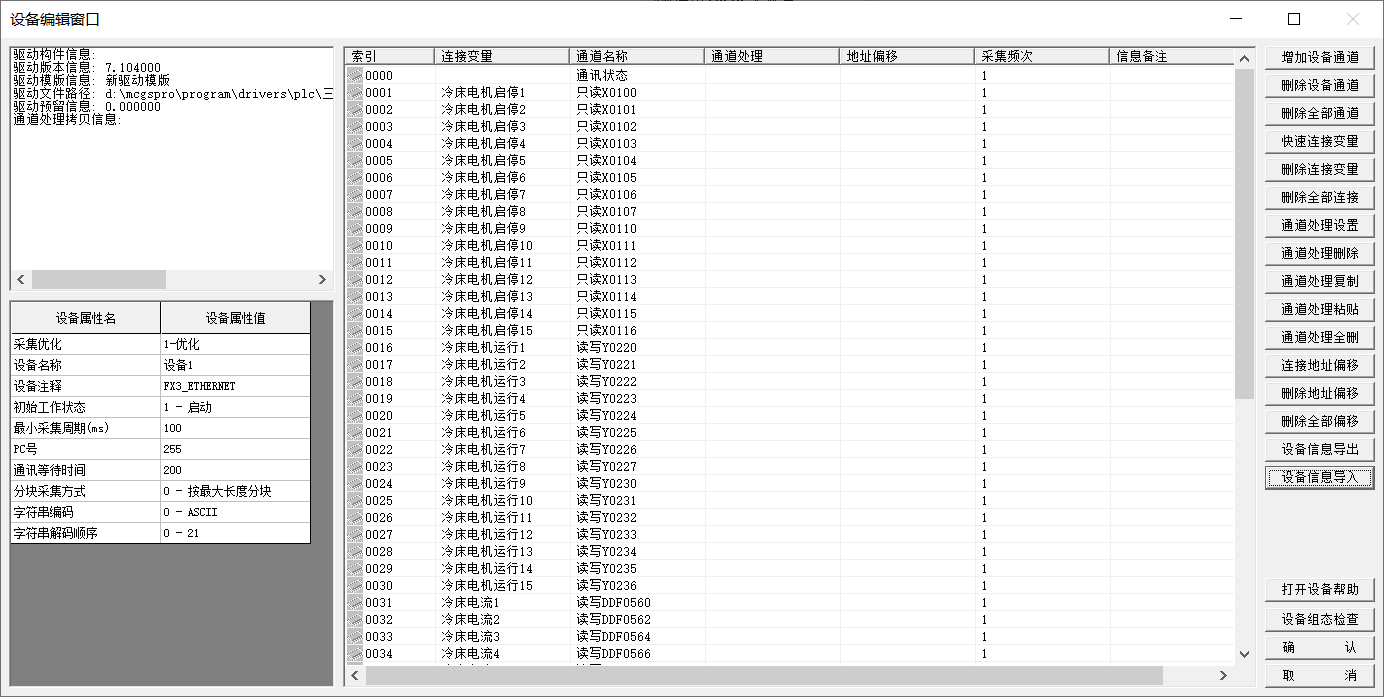 设备编辑窗口
驱动构件信息:
驱动版本信息: 7.104000
驱动模版信息: 新驱动模版
驱动文件路径: d:\mcgspro\program\drivers\plc\三
驱动预留信息: 0.000000
通道处理拷贝信息:
设备属性名 设备属性值
采集优化 1-优化
设备名称 设备1
设备注释 FX3_ETHERNET
初始工作状态 1 - 启动
最小采集周期(ms) 100
PC号 255
通讯等待时间 200
分块采集方式 0 - 按最大长度分块
字符串编码 0 - ASCII
字符串解码顺序 0 - 21
索引 连接变量 通道名称 通道处理 地址偏移 采集频次 信息备注
0000 通讯状态 1
0001 冷床电机启停1 只读X0100 1
0002 冷床电机启停2 只读X0101 1
0003 冷床电机启停3 只读X0102 1
0004 冷床电机启停4 只读X0103 1
0005 冷床电机启停5 只读X0104 1
0006 冷床电机启停6 只读X0105 1
0007 冷床电机启停7 只读X0106 1
0008 冷床电机启停8 只读X0107 1
0009 冷床电机启停9 只读X0110 1
0010 冷床电机启停10 只读X0111 1
0011 冷床电机启停11 只读X0112 1
0012 冷床电机启停12 只读X0113 1
0013 冷床电机启停13 只读X0114 1
0014 冷床电机启停14 只读X0115 1
0015 冷床电机启停15 只读X0116 1
0016 冷床电机运行1 读写Y0220 1
0017 冷床电机运行2 读写Y0221 1
0018 冷床电机运行3 读写Y0222 1
0019 冷床电机运行4 读写Y0223 1
0020 冷床电机运行5 读写Y0224 1
0021 冷床电机运行6 读写Y0225 1
0022 冷床电机运行7 读写Y0226 1
0023 冷床电机运行8 读写Y0227 1
0024 冷床电机运行9 读写Y0230 1
0025 冷床电机运行10 读写Y0231 1
0026 冷床电机运行11 读写Y0232 1
0027 冷床电机运行12 读写Y0233 1
0028 冷床电机运行13 读写Y0234 1
0029 冷床电机运行14 读写Y0235 1
0030 冷床电机运行15 读写Y0236 1
0031 冷床电流1 读写DDF0560 1
0032 冷床电流2 读写DDF0562 1
0033 冷床电流3 读写DDF0564 1
0034 冷床电流4 读写DDF0566 1
增加设备通道
删除设备通道
删除全部通道
快速连接变量
删除连接变量
删除全部连接
通道处理设置
通道处理删除
通道处理复制
通道处理粘贴
通道处理全删
连接地址偏移
删除地址偏移
删除全部偏移
设备信息导出
设备信息导入
打开设备帮助
设备组态检查
确 认
取 消